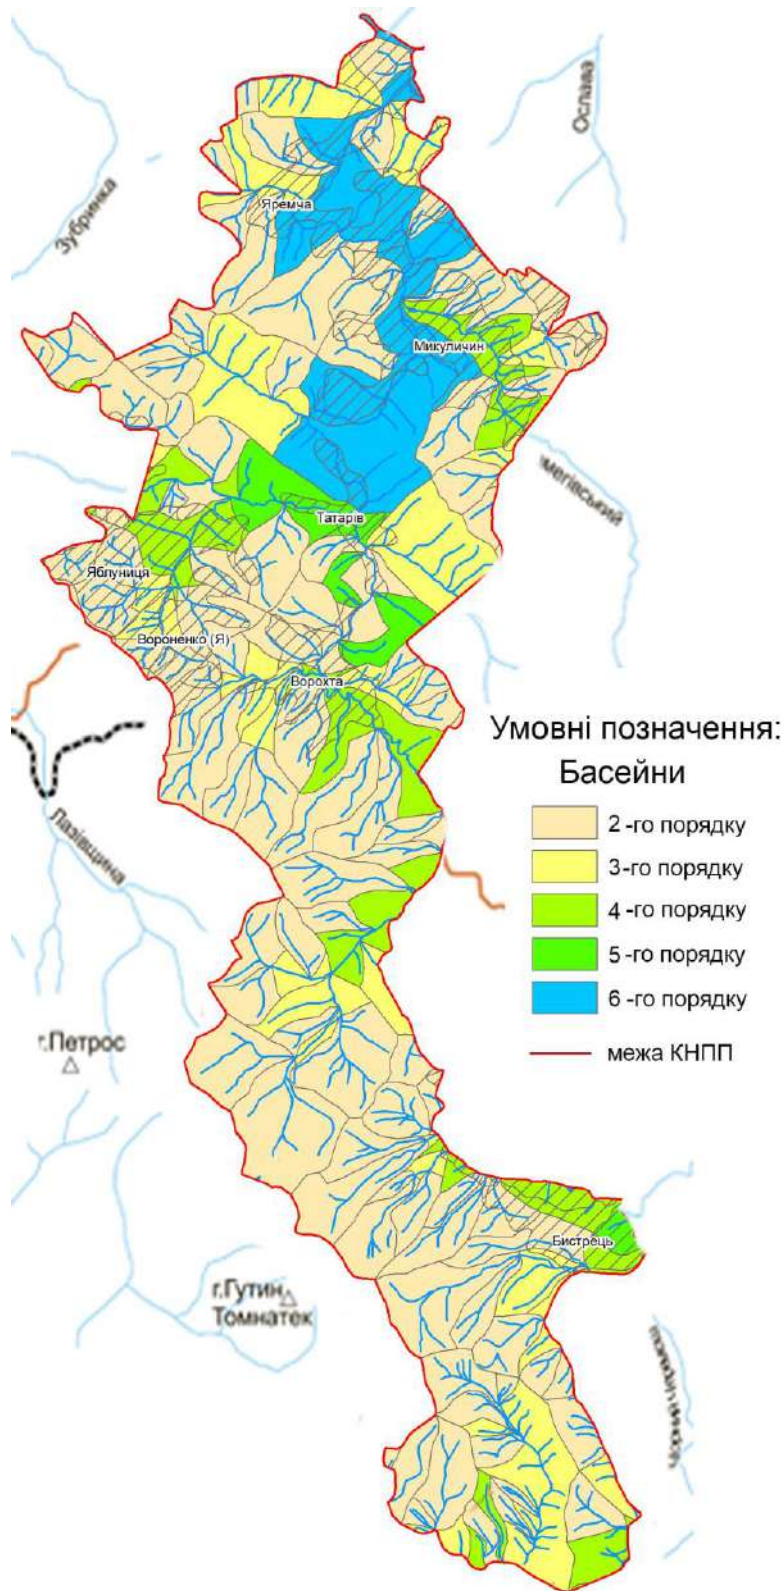 Ослава
Зубринка
Яремча
Микуличин
мегівський
Татарів
Яблуниця
Вороненко (Я)
Ворохта
Умовні позначення:
Басейни
2 -го порядку
3-го порядку
4 -го порядку
5 -го порядку
6 -го порядку
межа КНПП
Лазівщина
г.Петрос
Бистрець
г.Гутин
Томнатек